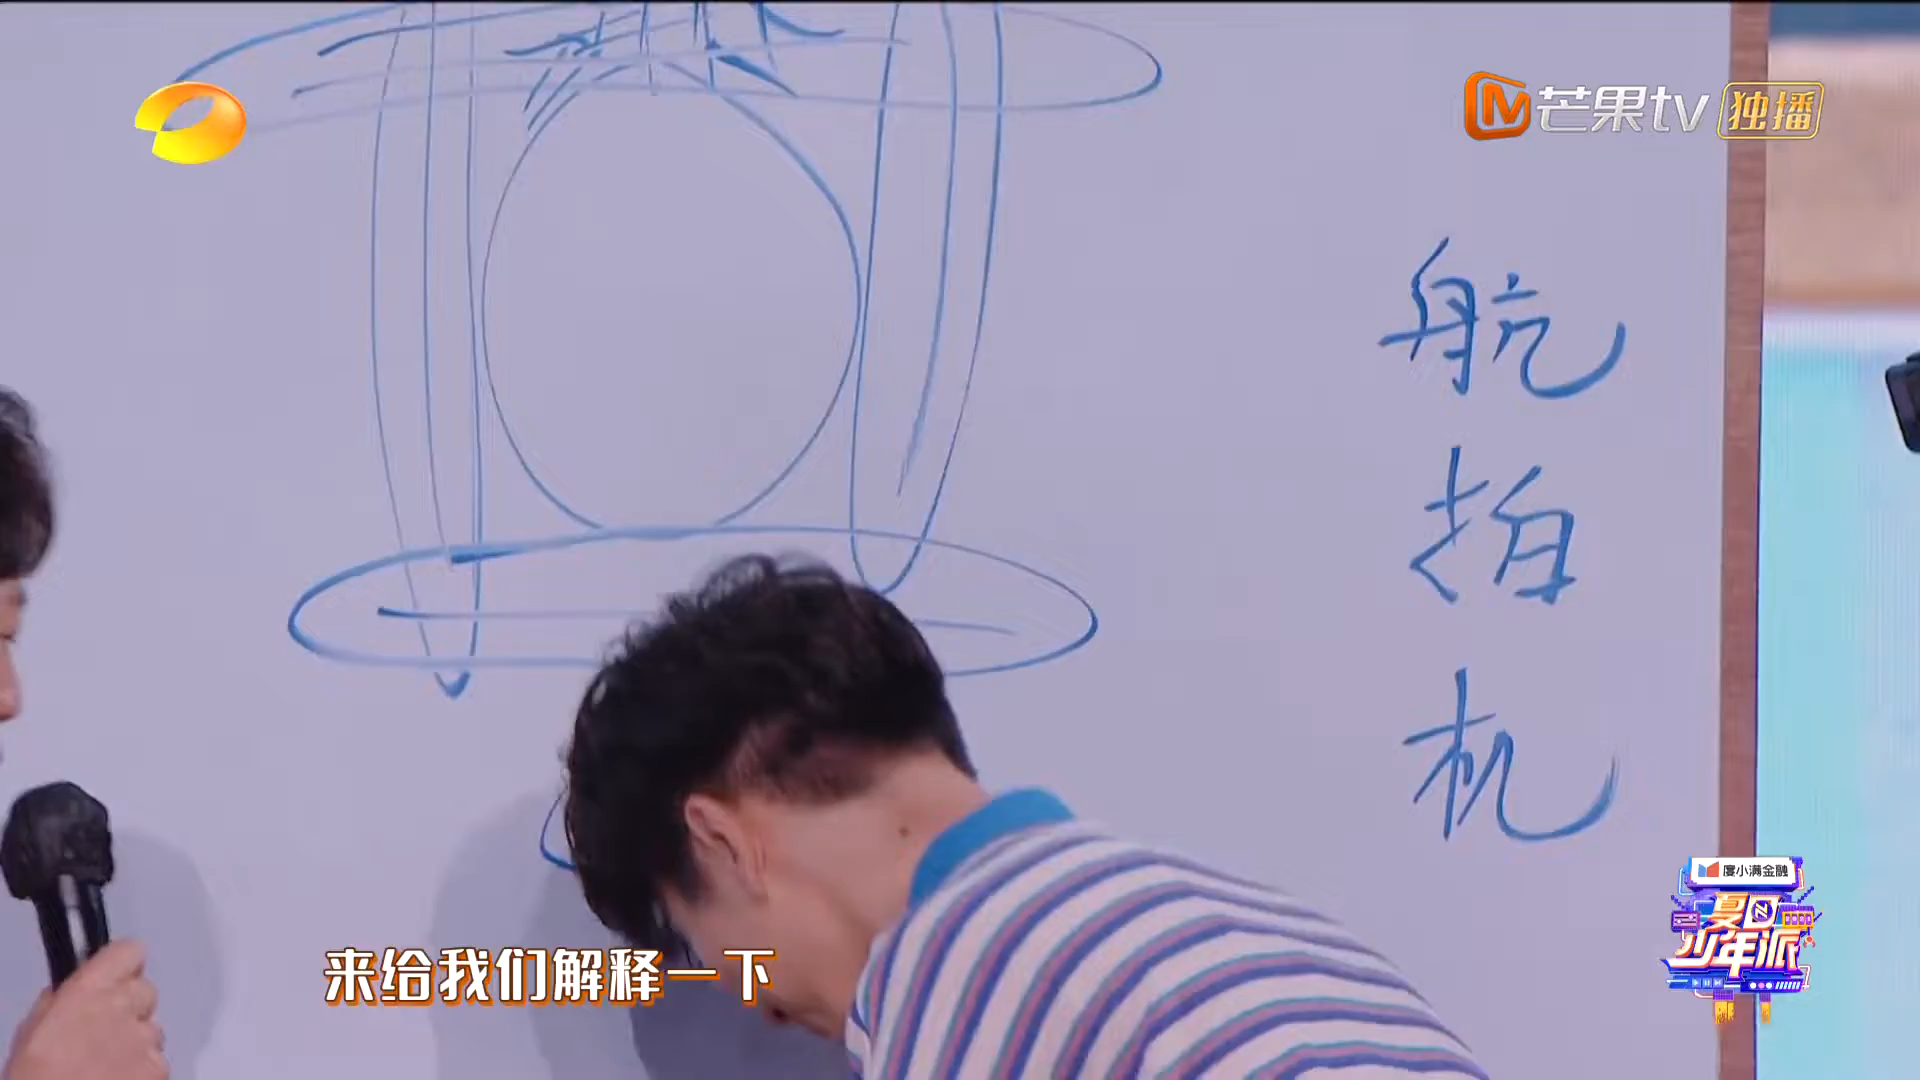 芒果tv 独播
航
拍
机
度小满金融
夏日
少年派
来给我们解释一下